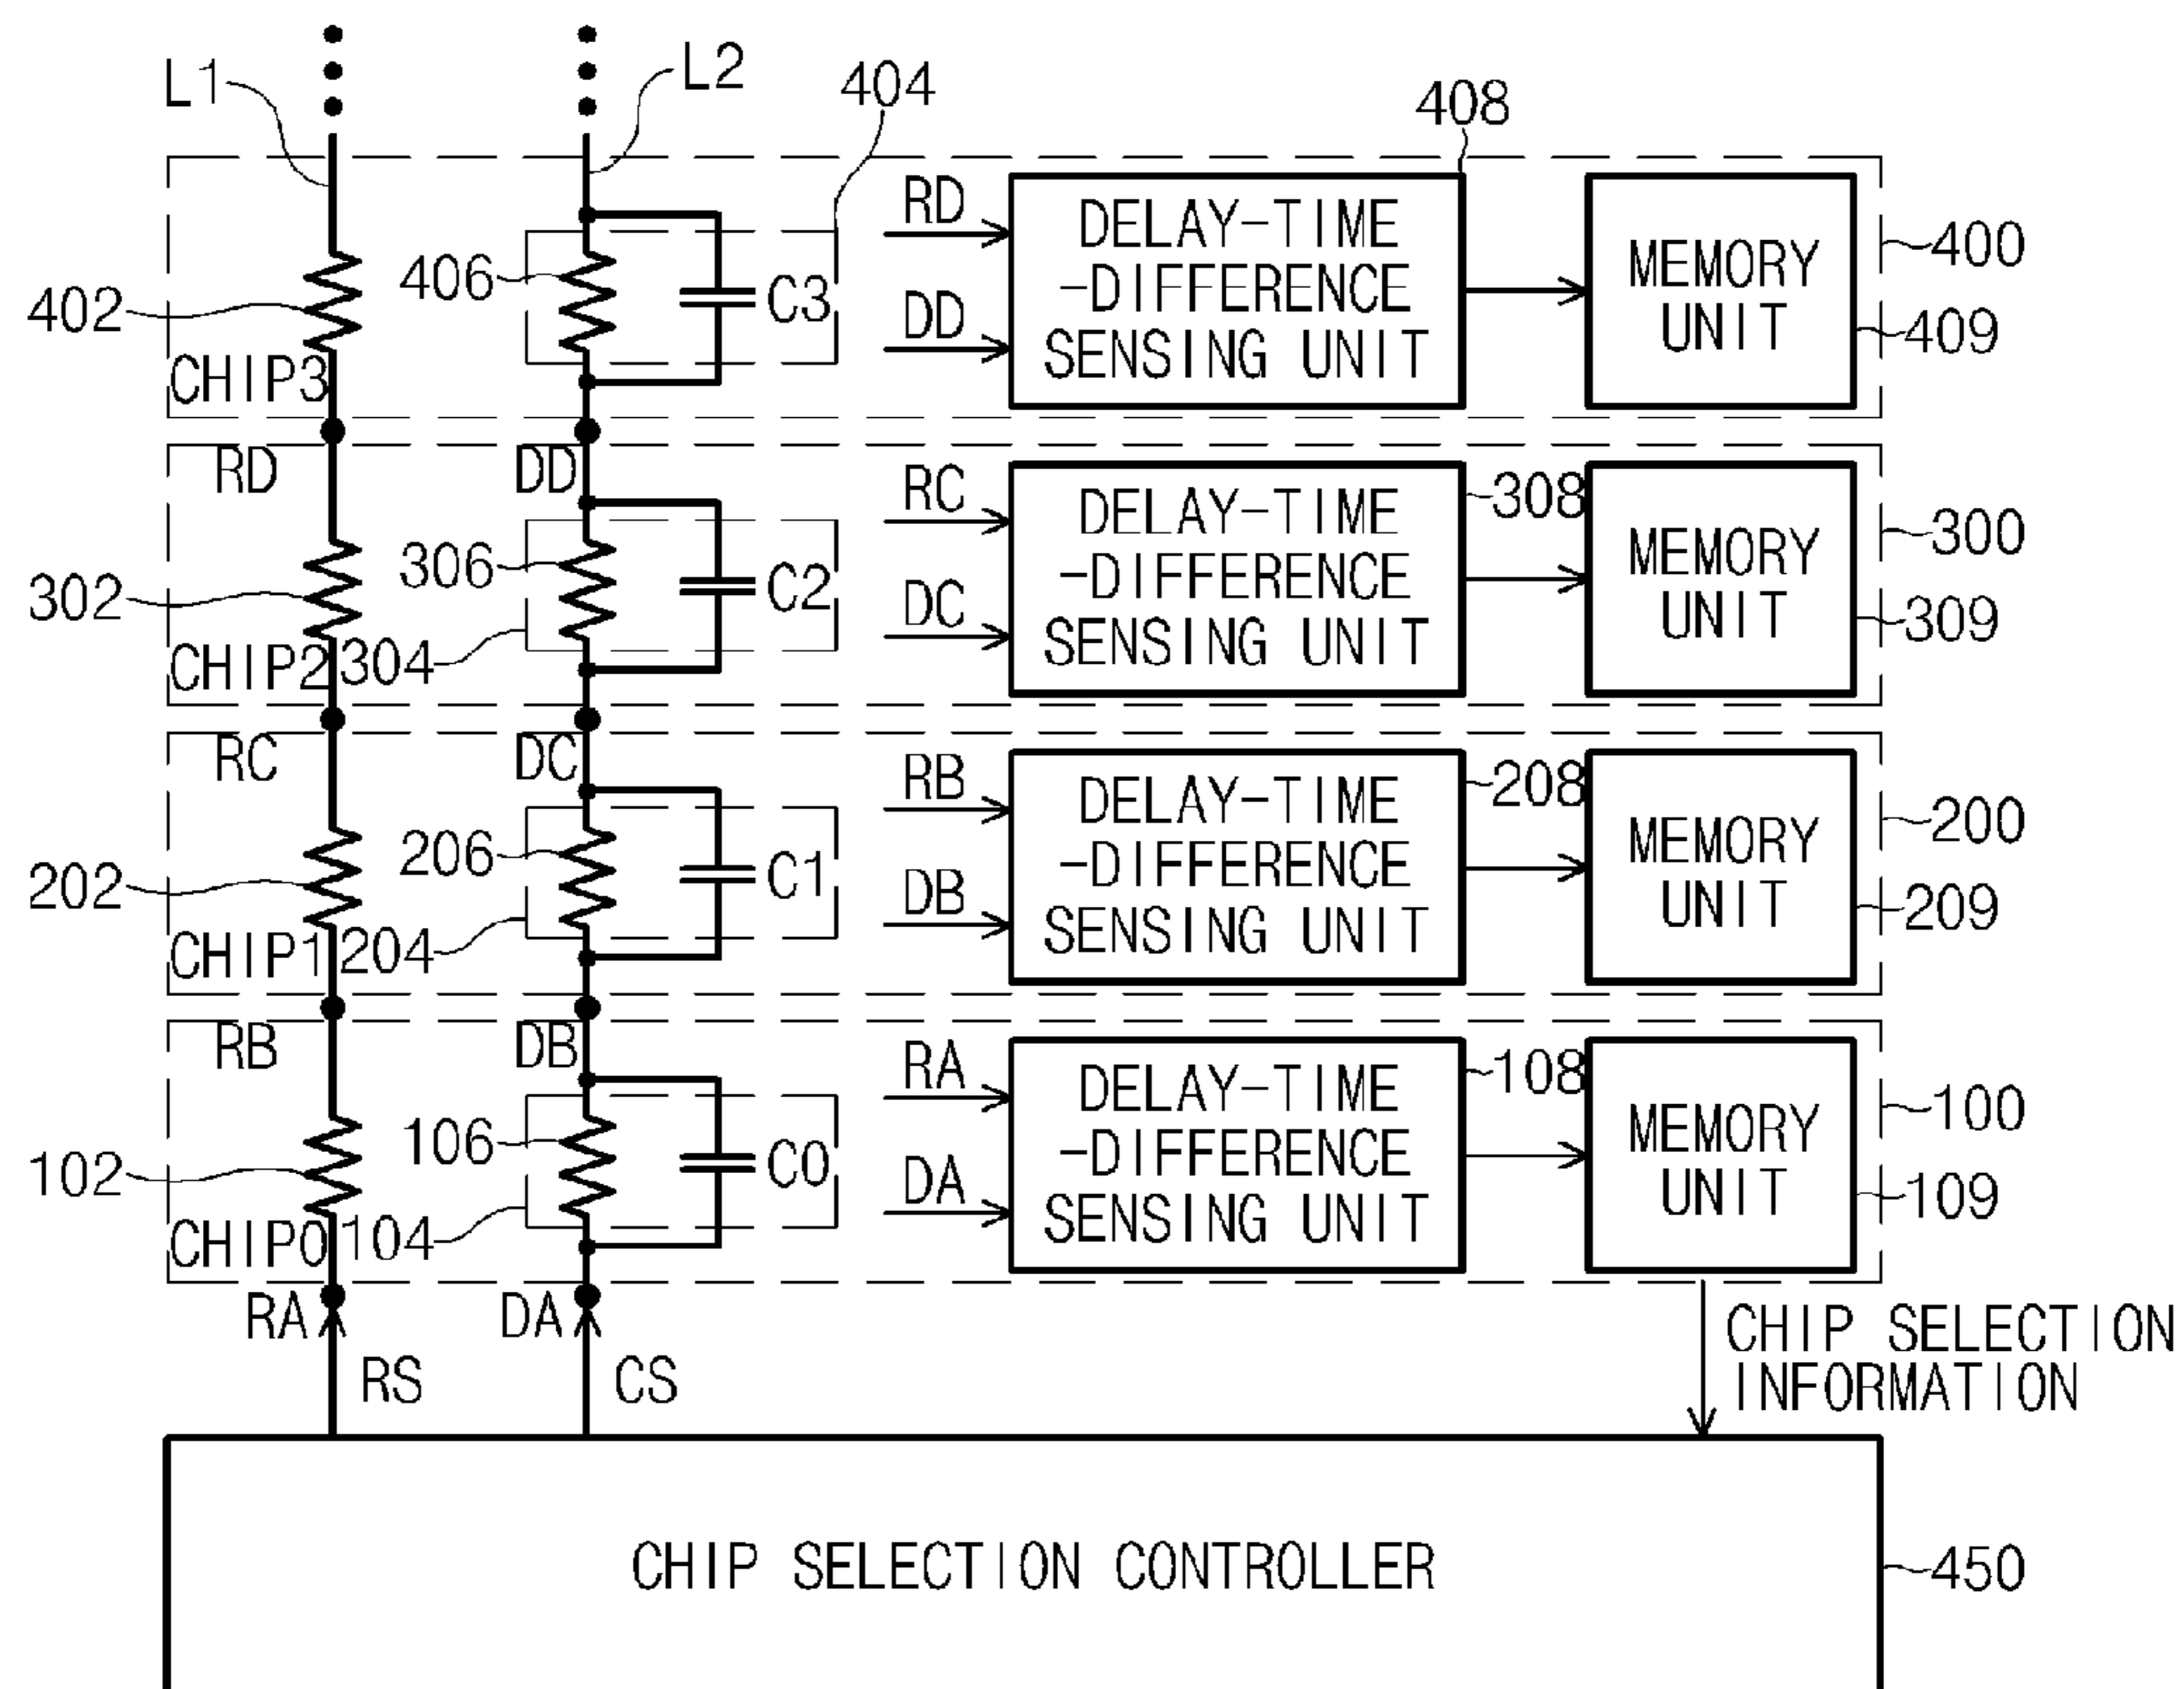 L1
L2
404
408
RD
DELAY-TIME
-DIFFERENCE
SENSING UNIT
MEMORY
UNIT
400
406
C3
DD
409
402
CHIP3
RD
DD
RC
DELAY-TIME
-DIFFERENCE
SENSING UNIT
308
MEMORY
UNIT
300
306
C2
DC
309
302
CHIP2
304
RC
DC
RB
DELAY-TIME
-DIFFERENCE
SENSING UNIT
208
MEMORY
UNIT
200
206
C1
DB
209
202
CHIP1
204
RB
DB
RA
DELAY-TIME
-DIFFERENCE
SENSING UNIT
108
MEMORY
UNIT
100
106
C0
DA
109
102
CHIP0
104
RA
DA
RS
CS
CHIP SELECTION
INFORMATION
CHIP SELECTION CONTROLLER
450